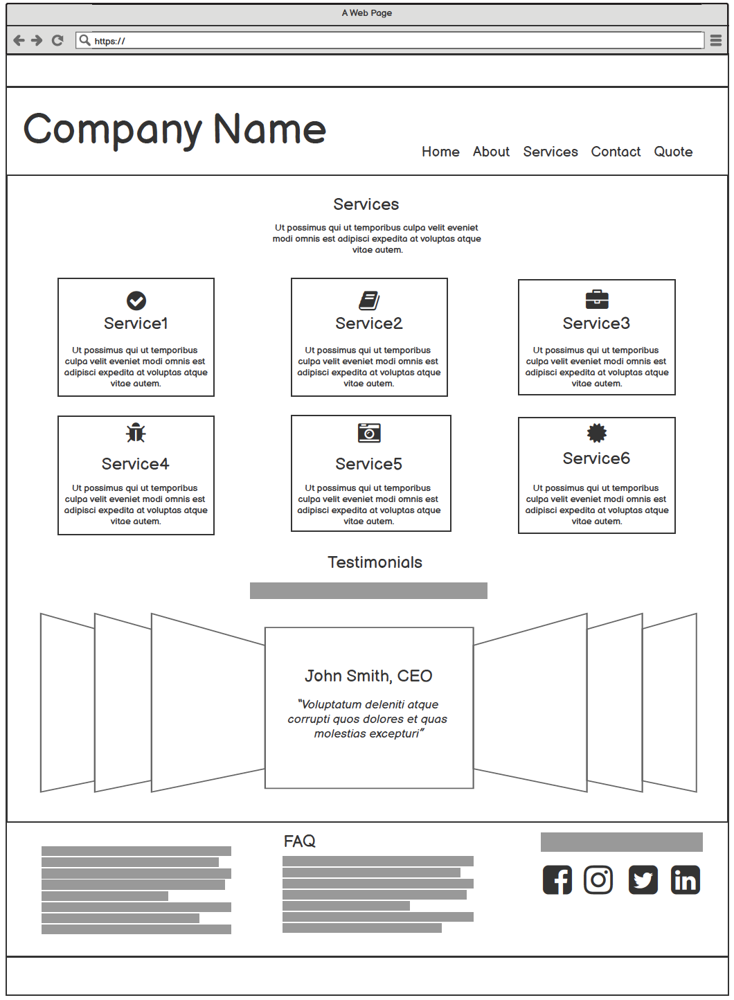 A Web Page
https://
Company Name
Home About Services Contact Quote
Services
Ut possimus qui ut temporibus culpa velit eveniet
modi omnis est adipisci expedita at voluptas atque
vitae autem.
Service1
Ut possimus qui ut temporibus
culpa velit eveniet modi omnis est
adipisci expedita at voluptas atque
vitae autem.
Service2
Ut possimus qui ut temporibus
culpa velit eveniet modi omnis est
adipisci expedita at voluptas atque
vitae autem.
Service3
Ut possimus qui ut temporibus
culpa velit eveniet modi omnis est
adipisci expedita at voluptas atque
vitae autem.
Service4
Ut possimus qui ut temporibus
culpa velit eveniet modi omnis est
adipisci expedita at voluptas atque
vitae autem.
Service5
Ut possimus qui ut temporibus
culpa velit eveniet modi omnis est
adipisci expedita at voluptas atque
vitae autem.
Service6
Ut possimus qui ut temporibus
culpa velit eveniet modi omnis est
adipisci expedita at voluptas atque
vitae autem.
Testimonials
John Smith, CEO
“Voluptatum deleniti atque
corrupti quos dolores et quas
molestias excepturi”
FAQ